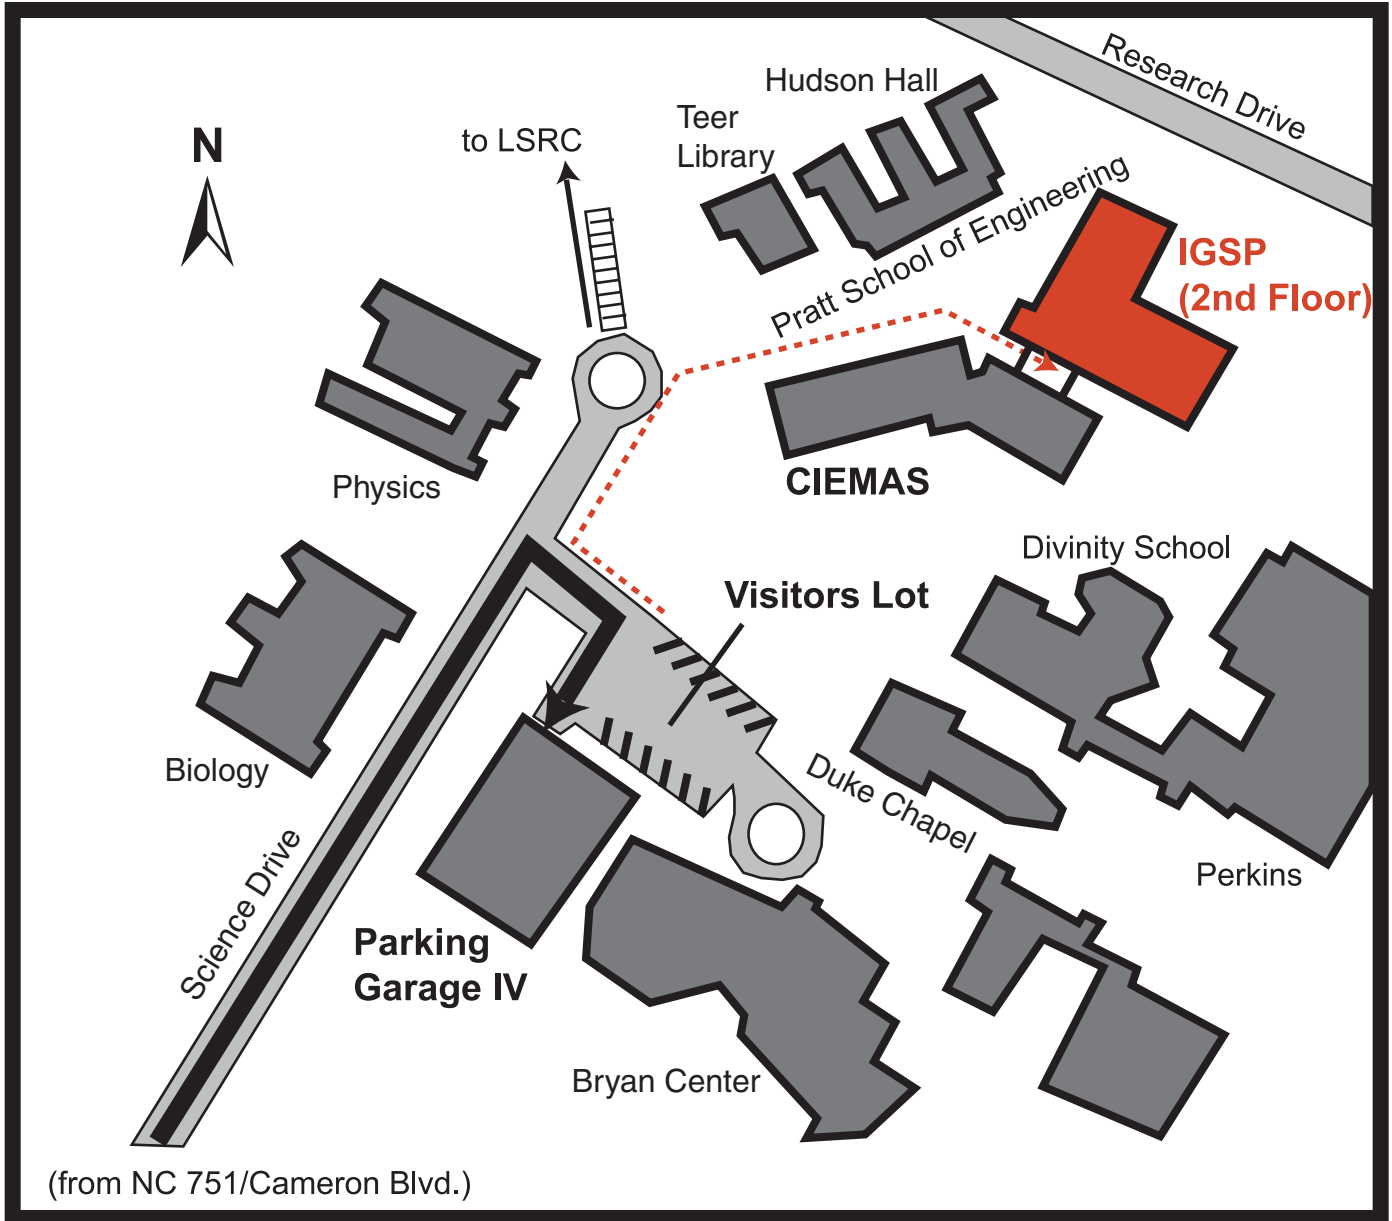 Research Drive
Hudson Hall
Teer
Library
N
to LSRC
Pratt School of Engineering
IGSP
(2nd Floor)
Physics
CIEMAS
Divinity School
Visitors Lot
Biology
Duke Chapel
Perkins
Science Drive
Parking
Garage IV
Bryan Center
(from NC 751/Cameron Blvd.)